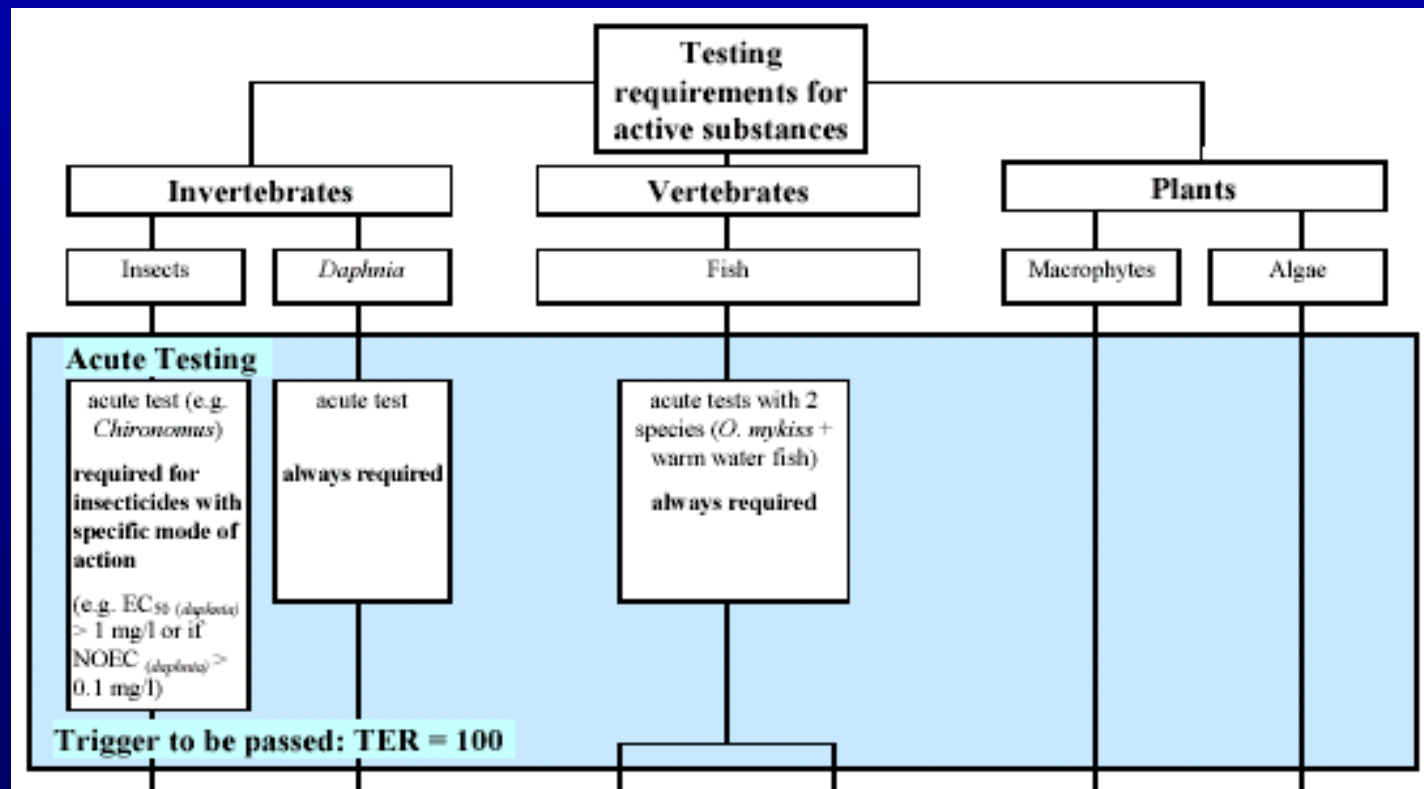 Testing
requirements for
active substances
Invertebrates
Vertebrates
Plants
Insects
Daphnia
Fish
Macrophytes
Algae
Acute Testing
acute test (e.g.
Chironomus)
required for
insecticides with
specific mode of
action
(e.g. EC₅₀ (daphnia)
> 1 mg/l or if
NOEC (daphnia) >
0.1 mg/l)
acute test
always required
acute tests with 2
species (O. mykiss +
warm water fish)
always required
Trigger to be passed: TER = 100